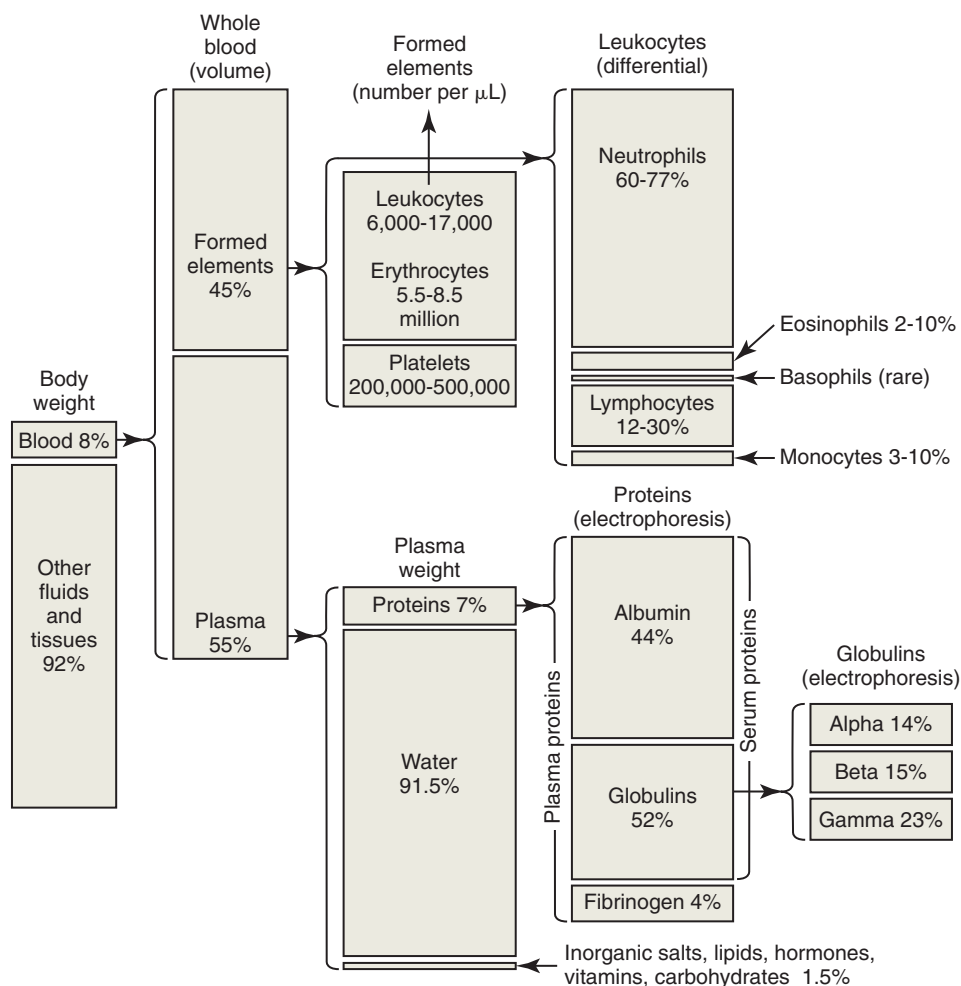 Whole
blood
(volume)
Formed
elements
(number per μL)
Leukocytes
(differential)
Neutrophils
60-77%
Leukocytes
6,000-17,000
Formed
elements
45%
Erythrocytes
5.5-8.5
million
Eosinophils 2-10%
Platelets
200,000-500,000
Basophils (rare)
Lymphocytes
12-30%
Monocytes 3-10%
Body
weight
Blood 8%
Other
fluids
and
tissues
92%
Plasma
55%
Plasma
weight
Proteins 7%
Water
91.5%
Inorganic salts, lipids, hormones,
vitamins, carbohydrates 1.5%
Proteins
(electrophoresis)
Plasma proteins
Albumin
44%
Globulins
52%
Fibrinogen 4%
Serum proteins
Globulins
(electrophoresis)
Alpha 14%
Beta 15%
Gamma 23%